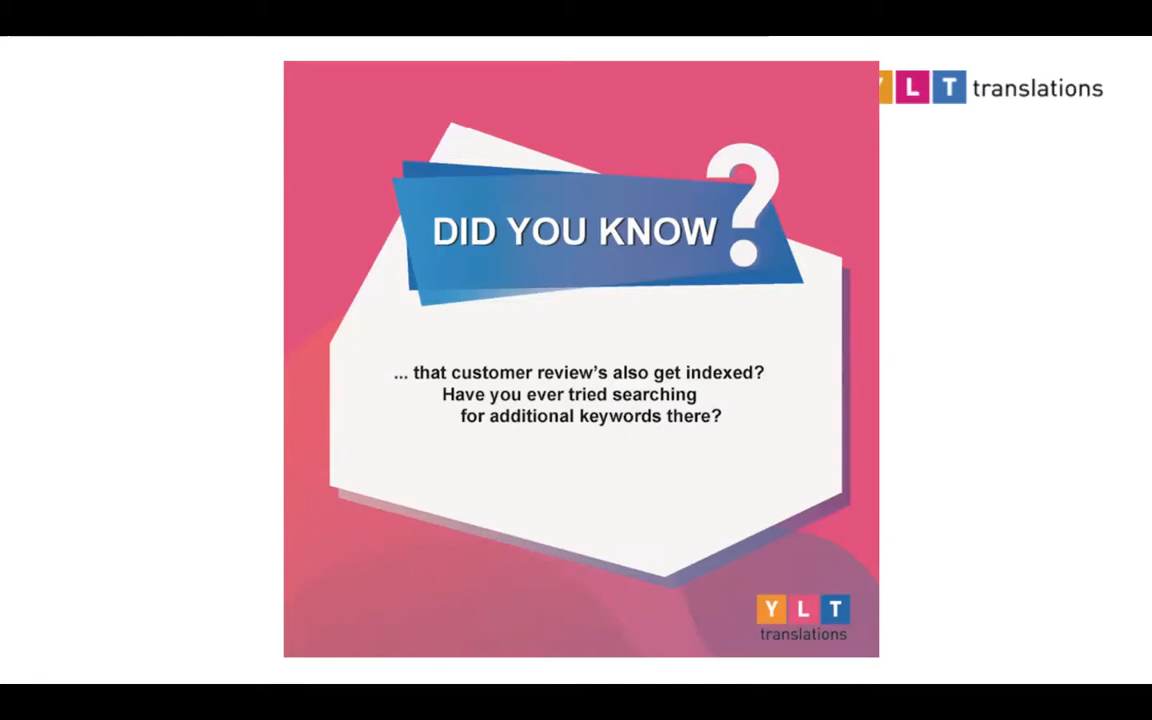 Y L T translations
DID YOU KNOW?
... that customer review's also get indexed?
Have you ever tried searching
for additional keywords there?
Y L T
translations